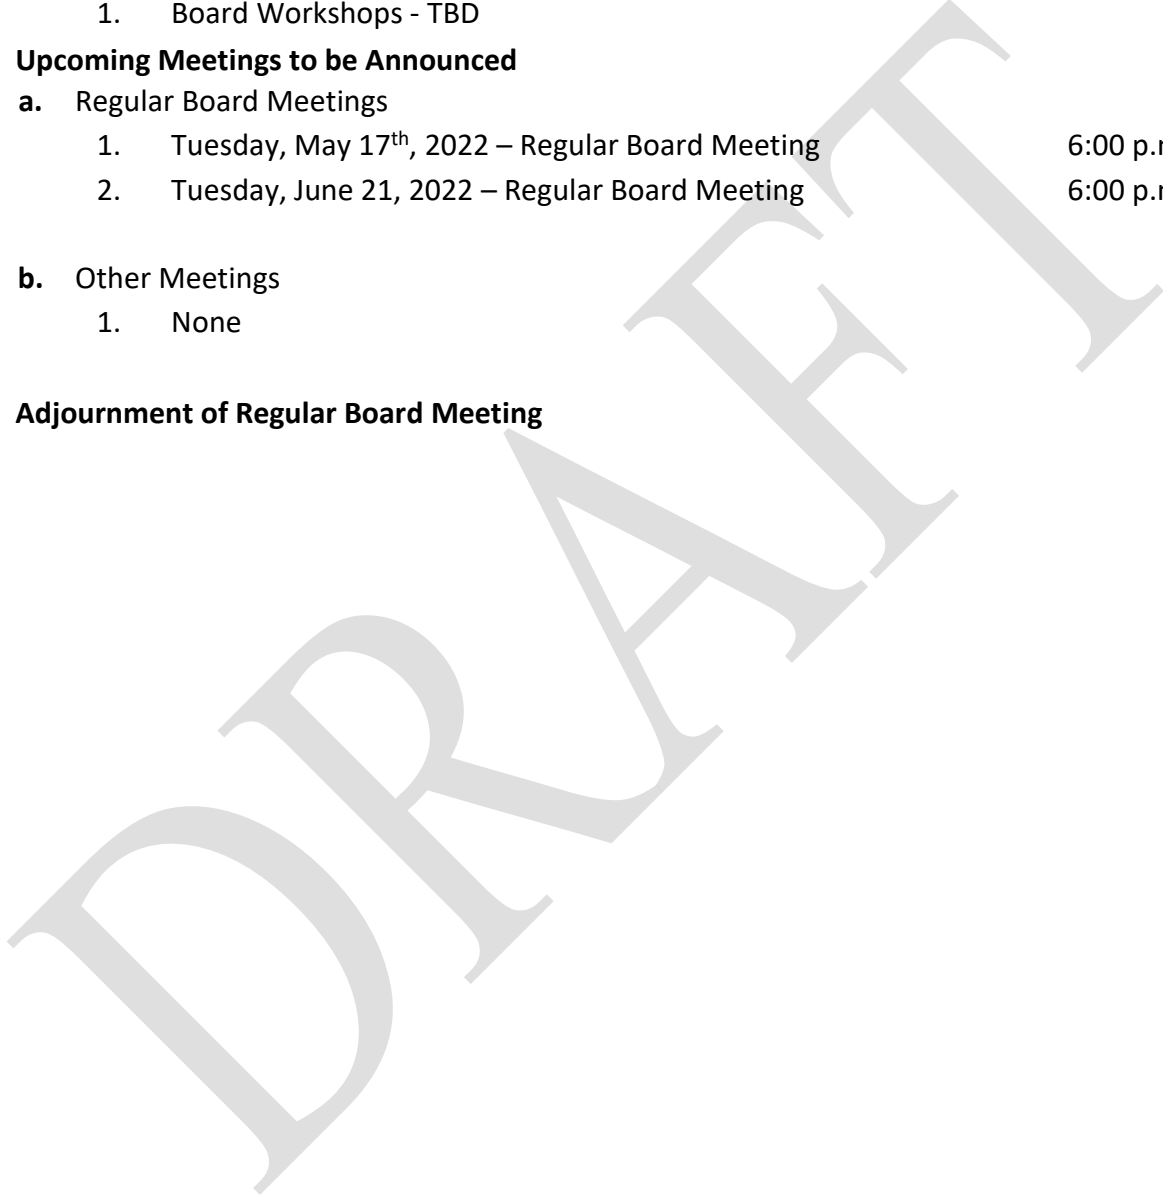 1. Board Workshops - TBD
Upcoming Meetings to be Announced
a. Regular Board Meetings
1. Tuesday, May 17th, 2022 – Regular Board Meeting 6:00 p.
2. Tuesday, June 21, 2022 – Regular Board Meeting 6:00 p.
b. Other Meetings
1. None
Adjournment of Regular Board Meeting
DRAFT